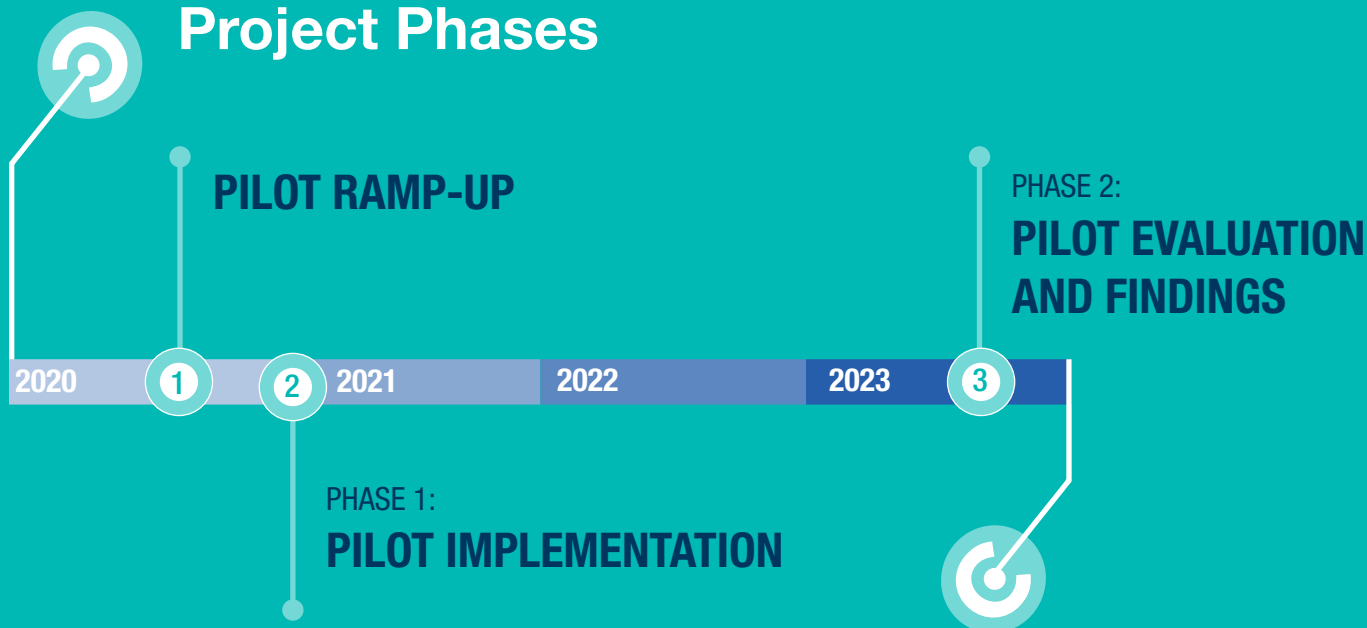 Project Phases
PILOT RAMP-UP
PHASE 2:
PILOT EVALUATION
AND FINDINGS
2020
1
2
2021
2022
2023
3
PHASE 1:
PILOT IMPLEMENTATION